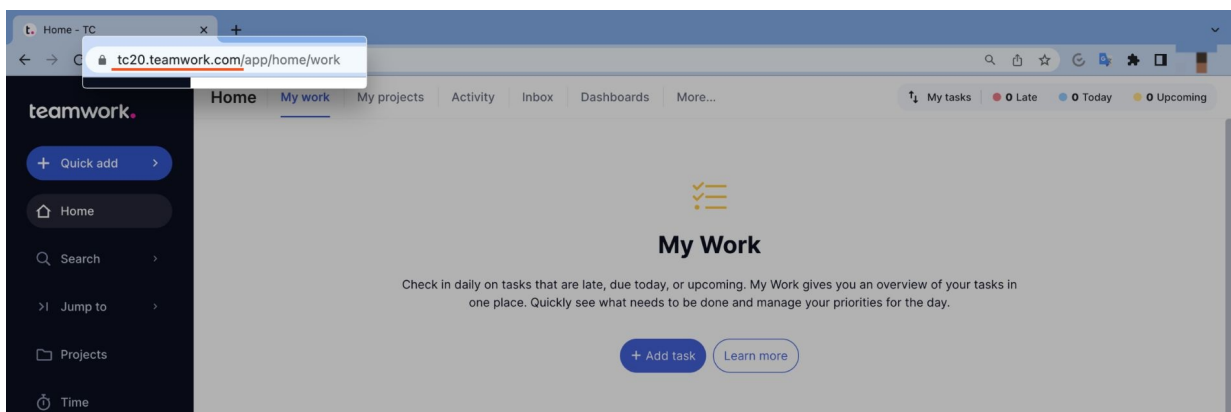 t. Home - TC
tc20.teamwork.com/app/home/work
teamwork.
Home My work My projects Activity Inbox Dashboards More... My tasks 0 Late 0 Today 0 Upcoming
+ Quick add
Home
Search
Jump to
Projects
Time
My Work
Check in daily on tasks that are late, due today, or upcoming. My Work gives you an overview of your tasks in
one place. Quickly see what needs to be done and manage your priorities for the day.
+ Add task Learn more